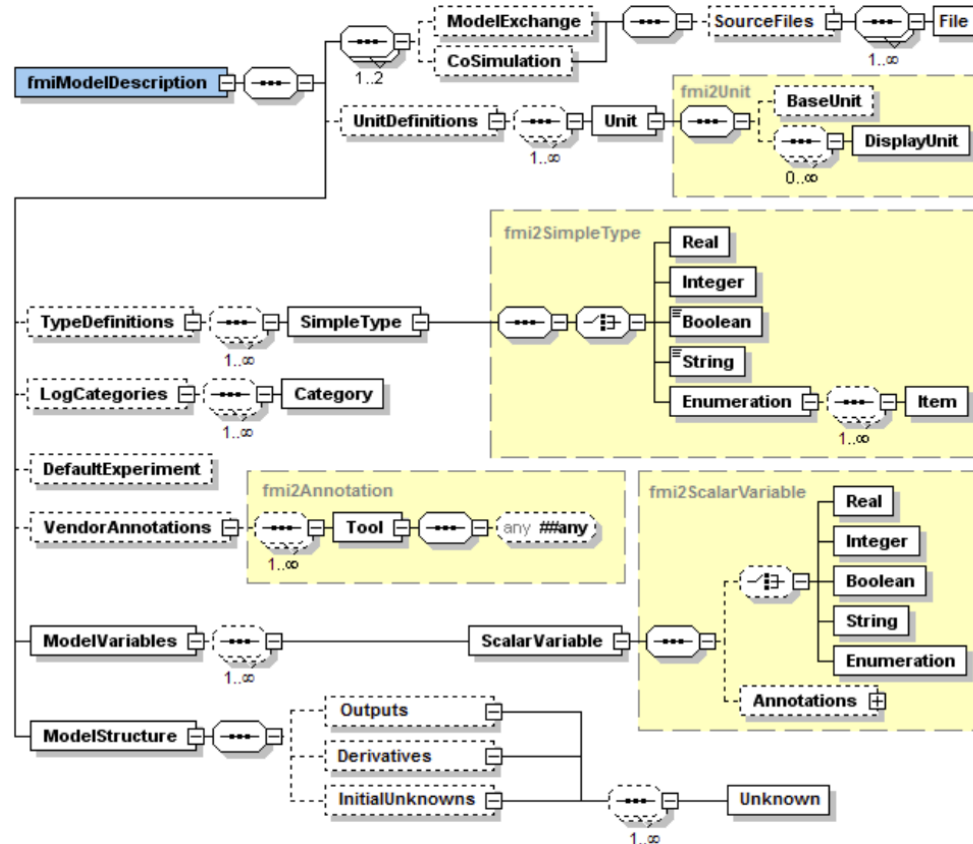 ModelExchange
SourceFiles
File
CoSimulation
1..2
1..∞
fmiModelDescription
fmi2Unit
BaseUnit
UnitDefinitions
Unit
1..∞
DisplayUnit
0..∞
fmi2SimpleType
Real
Integer
TypeDefinitions
SimpleType
Boolean
1..∞
String
LogCategories
Category
Enumeration
Item
1..∞
1..∞
DefaultExperiment
fmi2Annotation
fmi2ScalarVariable
Real
VendorAnnotations
Tool
any ##any
Integer
1..∞
Boolean
String
ModelVariables
ScalarVariable
1..∞
Enumeration
Annotations
Outputs
ModelStructure
Derivatives
InitialUnknowns
Unknown
1..∞